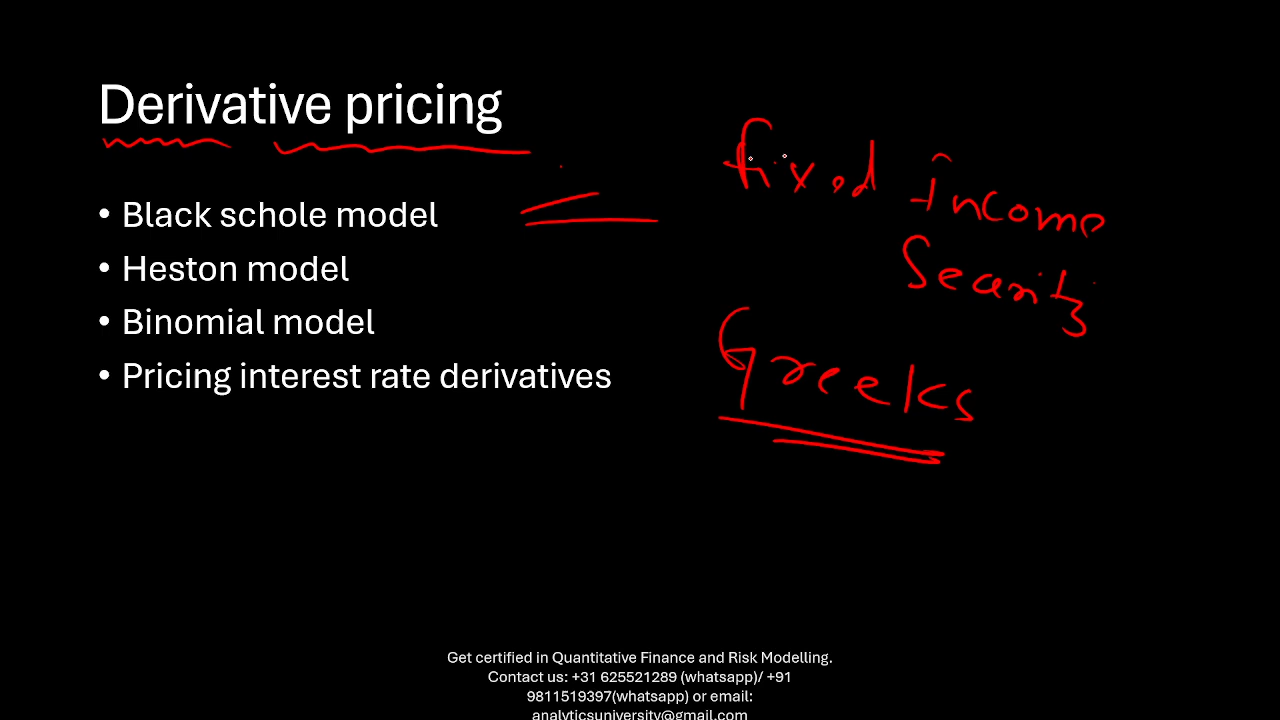 Derivative pricing
• Black schole model
• Heston model
• Binomial model
• Pricing interest rate derivatives
fixed income
Security
Greeks
Get certified in Quantitative Finance and Risk Modelling.
Contact us: +31 625521289 (whatsapp)/ +91
9811519397(whatsapp) or email:
analyticsuniversity@gmail.com